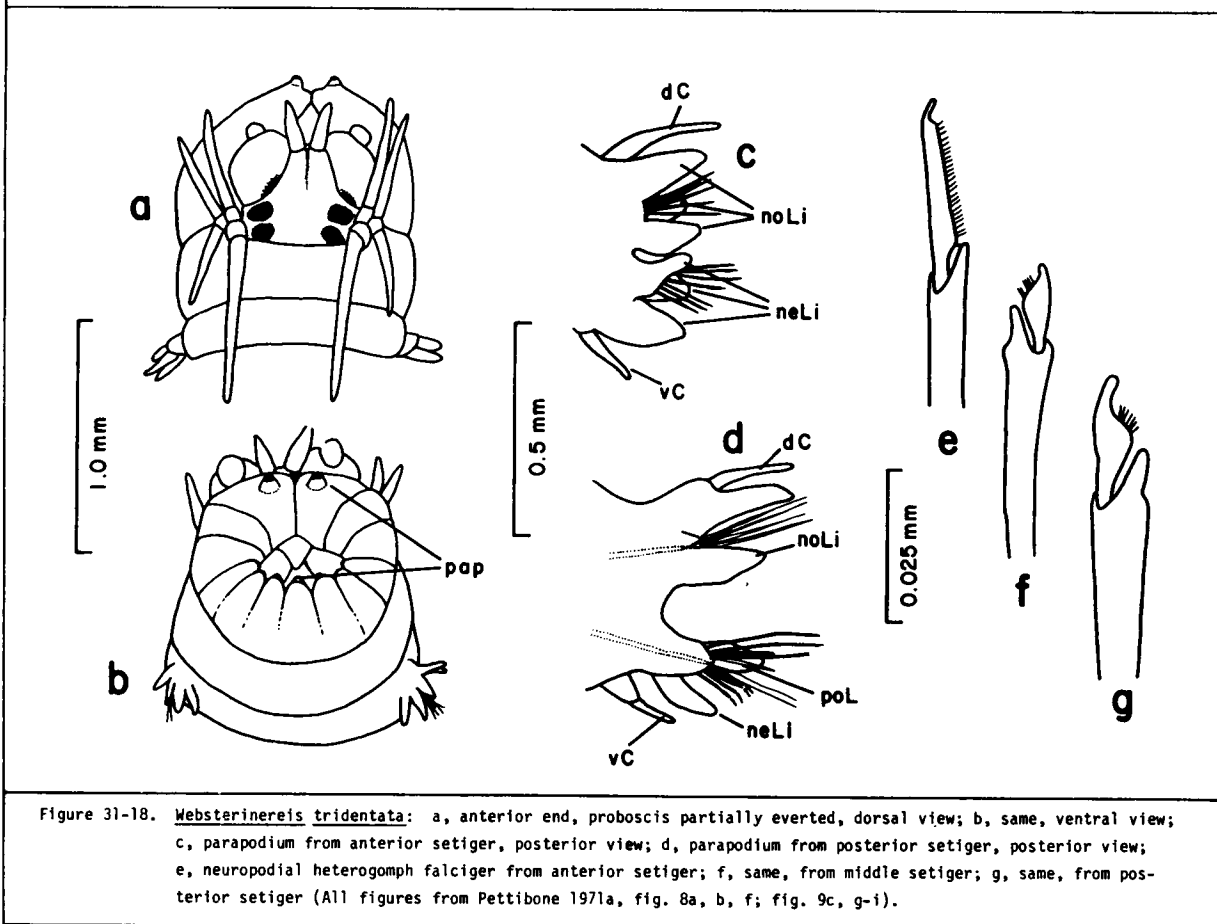 a
1.0 mm
b
pap
dC
c
noLi
neLi
vC
0.5 mm
d
dC
noLi
poL
neLi
vC
e
0.025 mm
f
g
Figure 31-18. Websterinereis tridentata: a, anterior end, proboscis partially everted, dorsal view; b, same, ventral view;
c, parapodium from anterior setiger, posterior view; d, parapodium from posterior setiger, posterior view;
e, neuropodial heterogomph falciger from anterior setiger; f, same, from middle setiger; g, same, from pos-
terior setiger (All figures from Pettibone 1971a, fig. 8a, b, f; fig. 9c, g-i).